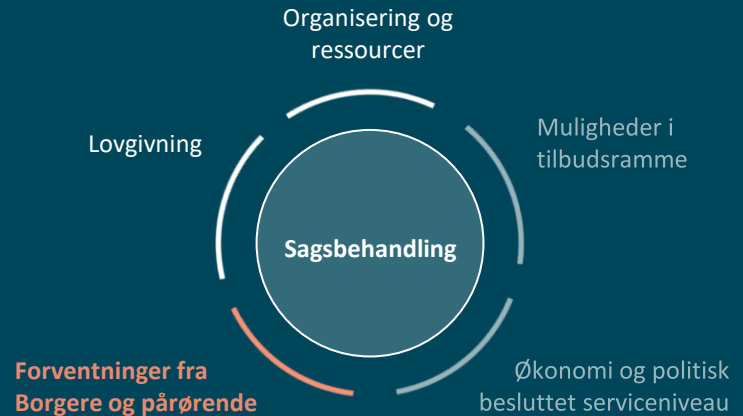 Organisering og
ressourcer
Lovgivning
Muligheder i
tilbudsramme
Sagsbehandling
Forventninger fra
Borgere og pårørende
Økonomi og politisk
besluttet serviceniveau